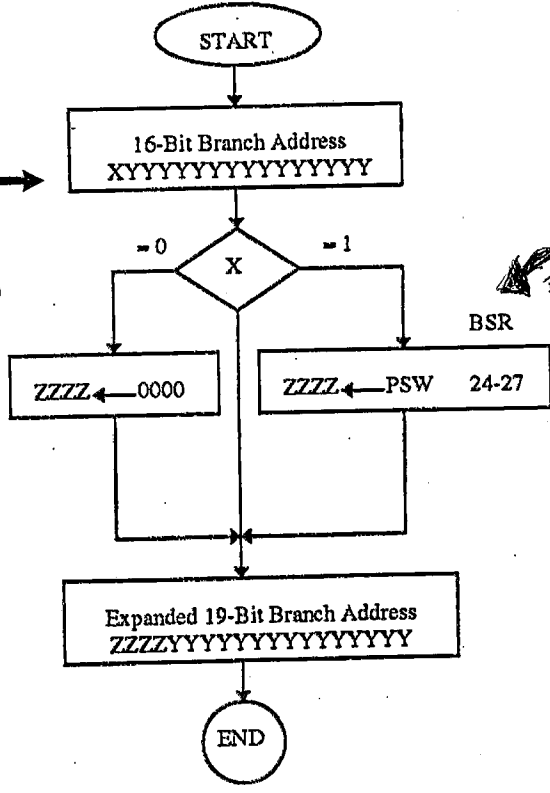 START
16-Bit Branch Address
XYYYYYYYYYYYYYYY
= 0
X
= 1
BSR
ZZZZ ← 0000
ZZZZ ← PSW 24-27
Expanded 19-Bit Branch Address
ZZZZYYYYYYYYYYYYYYY
END